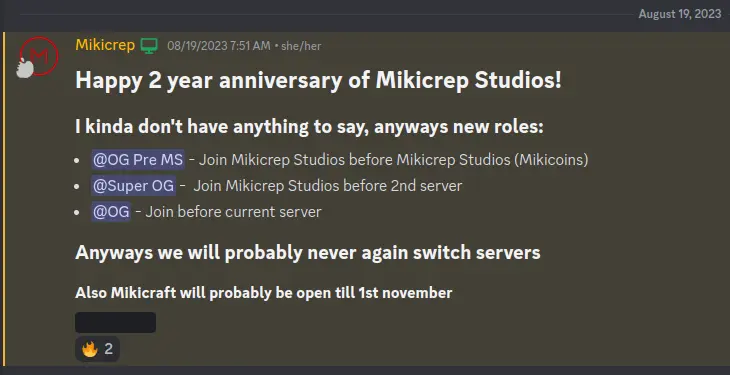 August 19, 2023
Mikicrep 08/19/2023 7:51 AM • she/her
M
Happy 2 year anniversary of Mikicrep Studios!
I kinda don't have anything to say, anyways new roles:
• @OG Pre MS - Join Mikicrep Studios before Mikicrep Studios (Mikicoins)
• @Super OG - Join Mikicrep Studios before 2nd server
• @OG - Join before current server
Anyways we will probably never again switch servers
Also Mikicraft will probably be open till 1st november
🔥 2